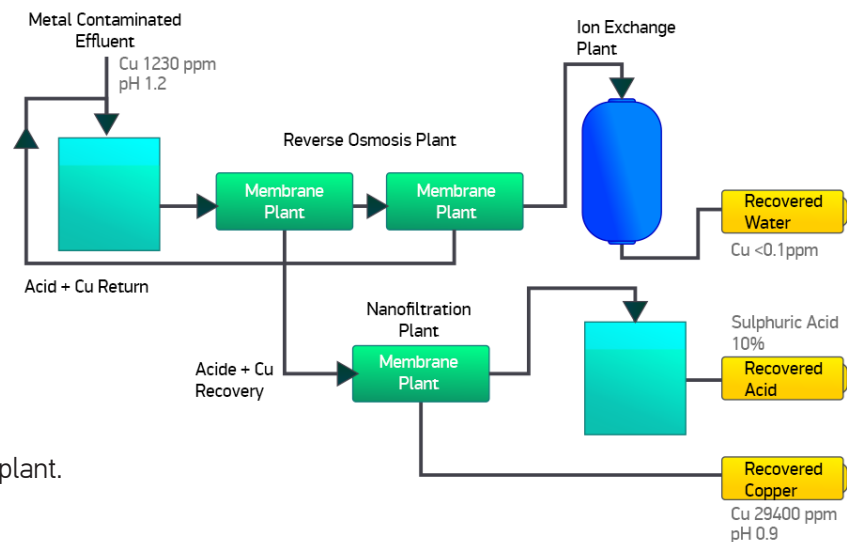 Metal Contaminated
Effluent
Cu 1230 ppm
pH 1.2
Ion Exchange
Plant
Reverse Osmosis Plant
Membrane
Plant
Membrane
Plant
Recovered
Water
Cu <0.1ppm
Acid + Cu Return
Nanofiltration
Plant
Membrane
Plant
Acide + Cu
Recovery
Sulphuric Acid
10%
Recovered
Acid
plant.
Recovered
Copper
Cu 29400 ppm
pH 0.9